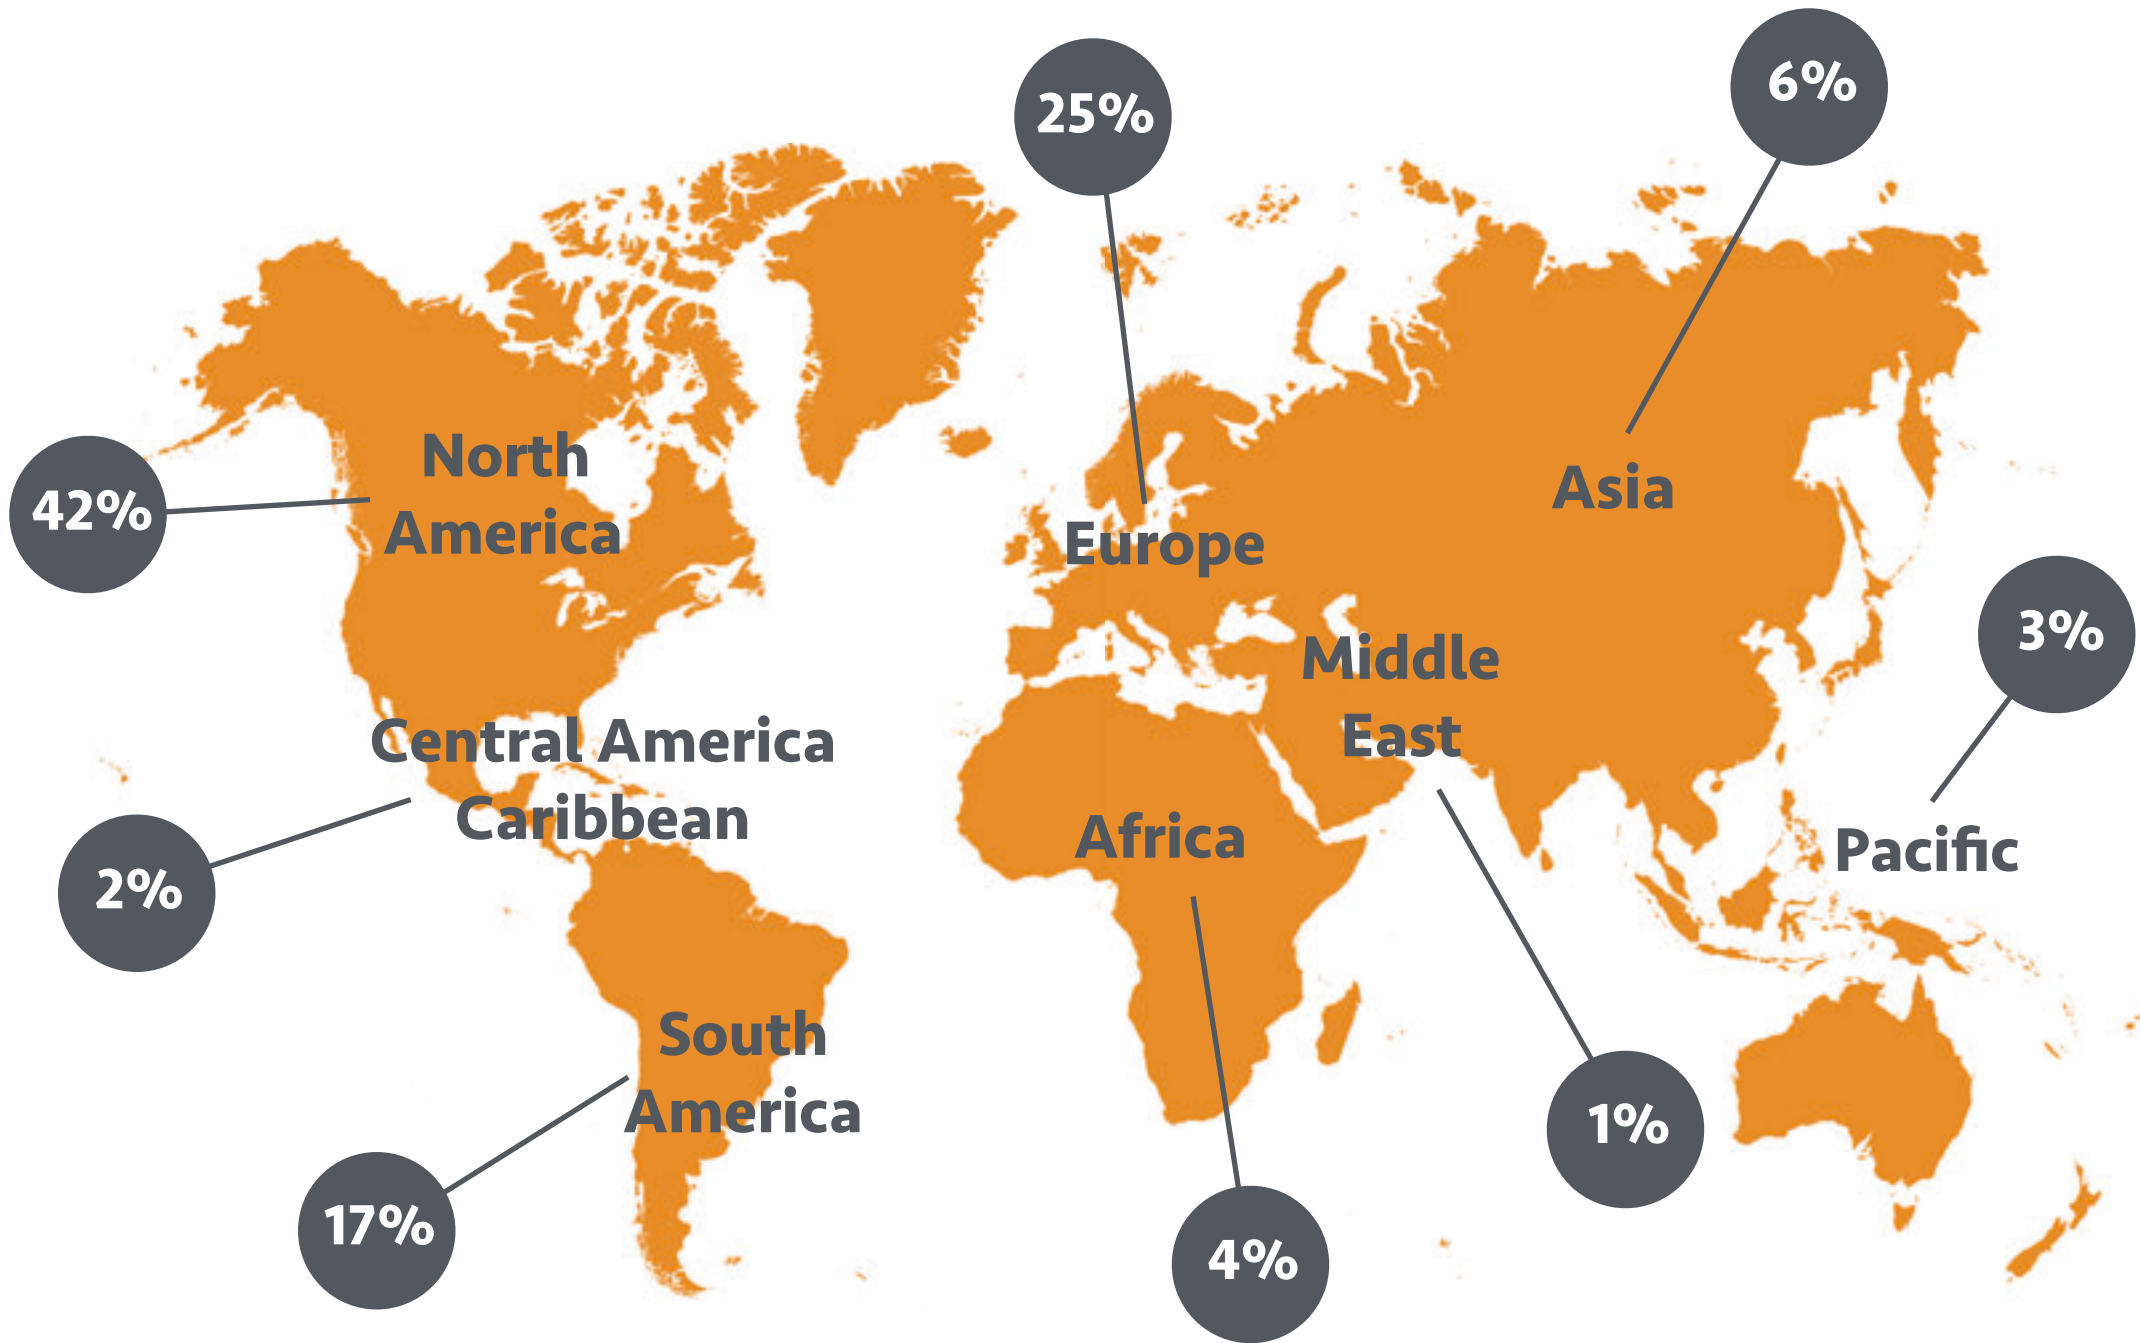 6%
25%
North
America
42%
Asia
Europe
3%
Middle
East
Central America
Caribbean
Africa
Pacific
2%
South
America
1%
17%
4%